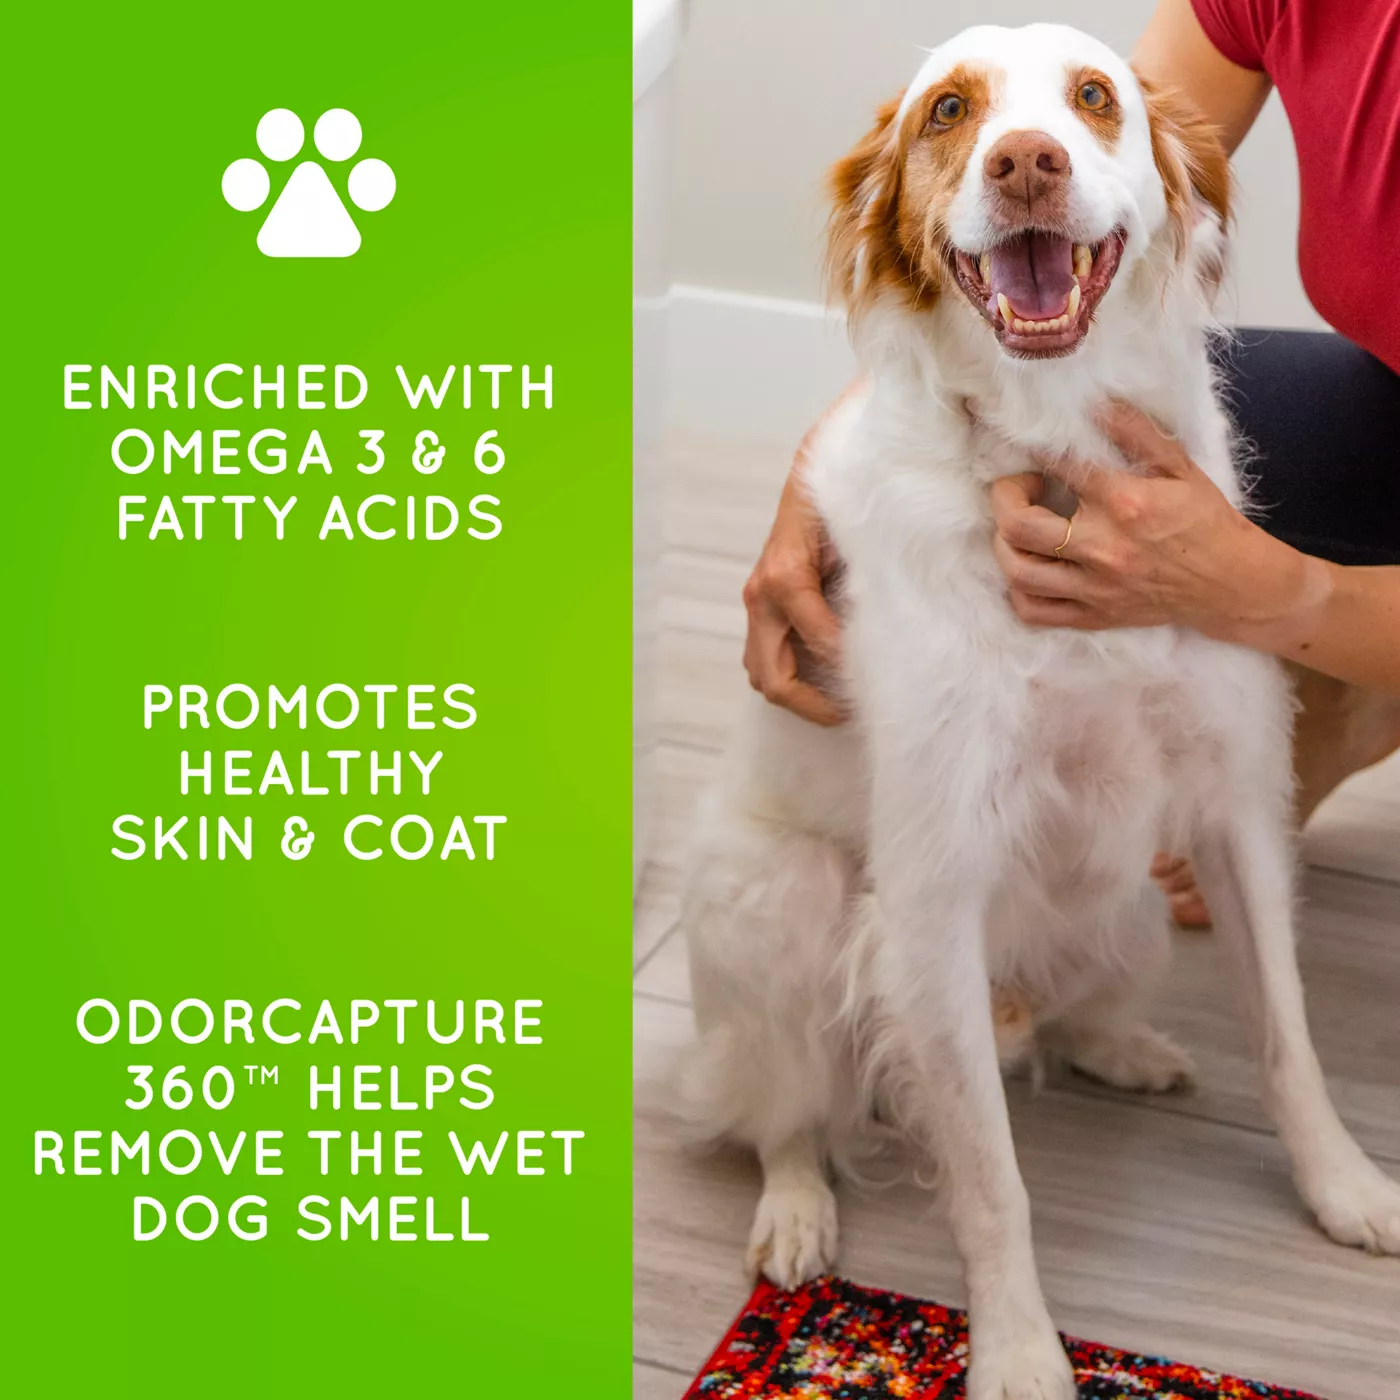 ENRICHED WITH
OMEGA 3 & 6
FATTY ACIDS
PROMOTES
HEALTHY
SKIN & COAT
ODORCAPTURE
360™ HELPS
REMOVE THE WET
DOG SMELL